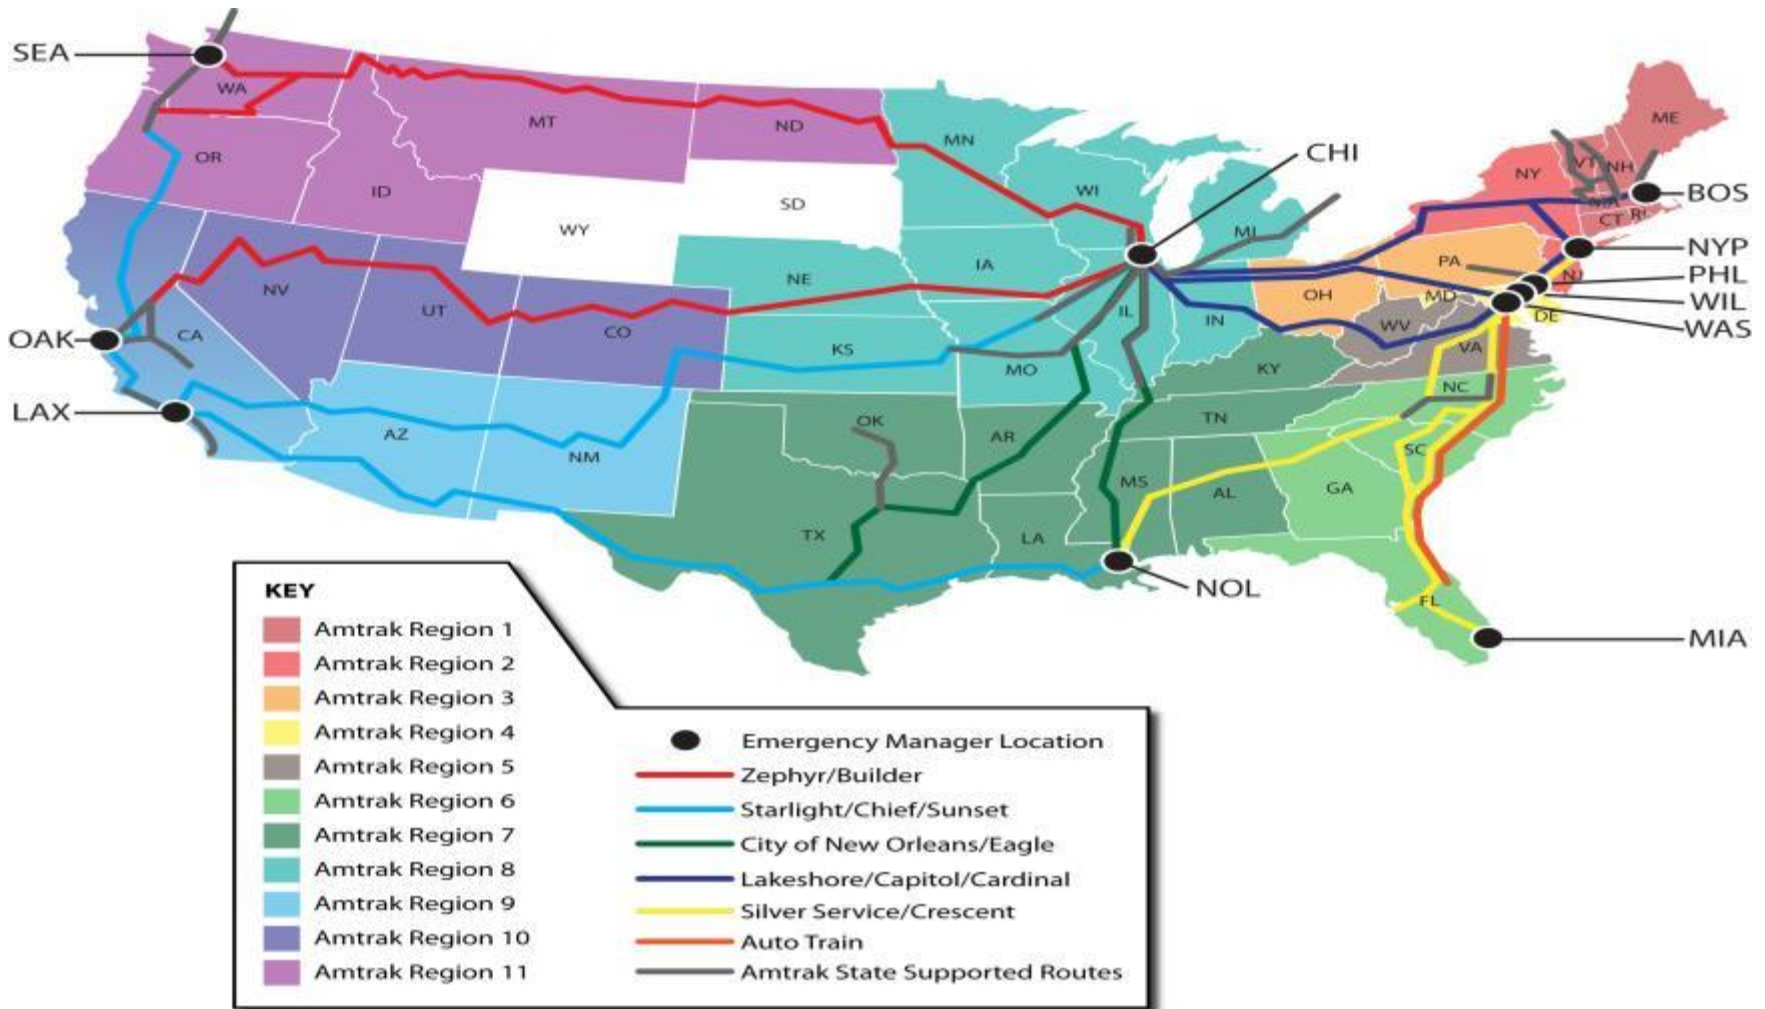 SEA
WA
MT
ND
MN
ME
VT
NH
CHI
NY
OR
ID
WI
SD
BOS
MA
CT
RI
WY
MI
NYP
IA
PA
NE
NJ
PHL
NV
UT
OH
MD
WIL
CO
IL
IN
WV
DE
WAS
OAK
CA
KS
VA
MO
KY
NC
LAX
OK
TN
AZ
AR
SC
NM
MS
AL
GA
TX
LA
NOL
FL
MIA
KEY
Amtrak Region 1
Amtrak Region 2
Amtrak Region 3
Amtrak Region 4
Amtrak Region 5
Amtrak Region 6
Amtrak Region 7
Amtrak Region 8
Amtrak Region 9
Amtrak Region 10
Amtrak Region 11
Emergency Manager Location
Zephyr/Builder
Starlight/Chief/Sunset
City of New Orleans/Eagle
Lakeshore/Capitol/Cardinal
Silver Service/Crescent
Auto Train
Amtrak State Supported Routes